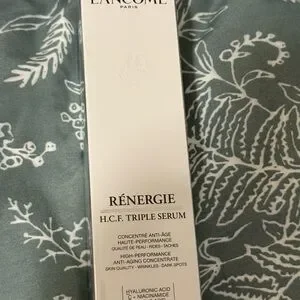 LANCÔME
PARIS
RÉNERGIE
H.C.F. TRIPLE SERUM
CONCENTRÉ ANTI-ÂGE
HAUTE-PERFORMANCE
QUALITÉ DE PEAU - RIDES - TACHES
HIGH-PERFORMANCE
ANTI-AGING CONCENTRATE
SKIN QUALITY - WRINKLES - DARK SPOTS
HYALURONIC ACID
+ NIACINAMIDE